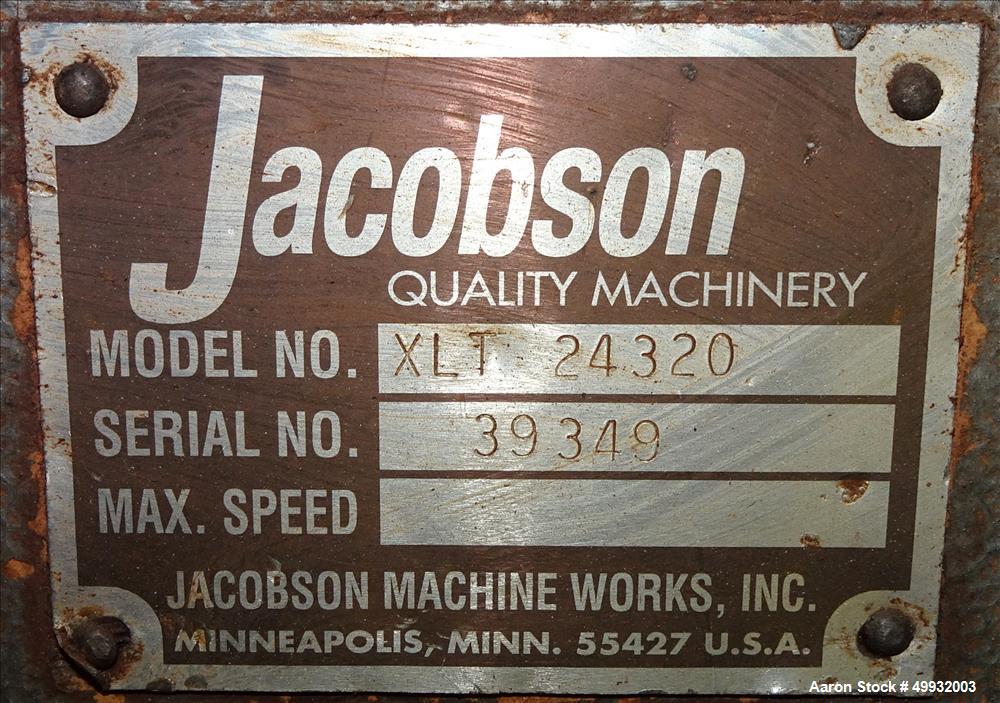 Jacobson
QUALITY MACHINERY
MODEL NO. XLT 24320
SERIAL NO. 39349
MAX. SPEED
JACOBSON MACHINE WORKS, INC.
MINNEAPOLIS, MINN. 55427 U.S.A.
Aaron Stock # 49932003